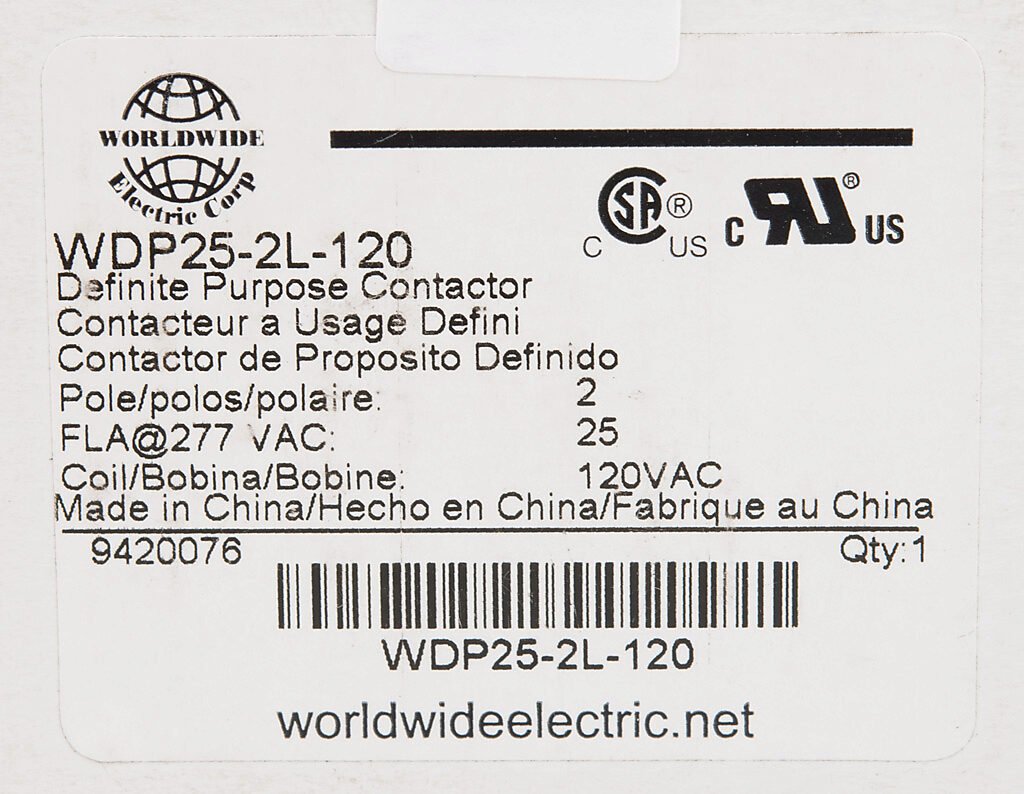 WORLDWIDE
Electric Corp
C SA ® C US
C RU ® US
WDP25-2L-120
Definite Purpose Contactor
Contacteur a Usage Defini
Contactor de Proposito Definido
Pole/polos/polaire: 2
FLA@277 VAC: 25
Coil/Bobina/Bobine: 120VAC
Made in China/Hecho en China/Fabrique au China
9420076 Qty:1
WDP25-2L-120
worldwideelectric.net